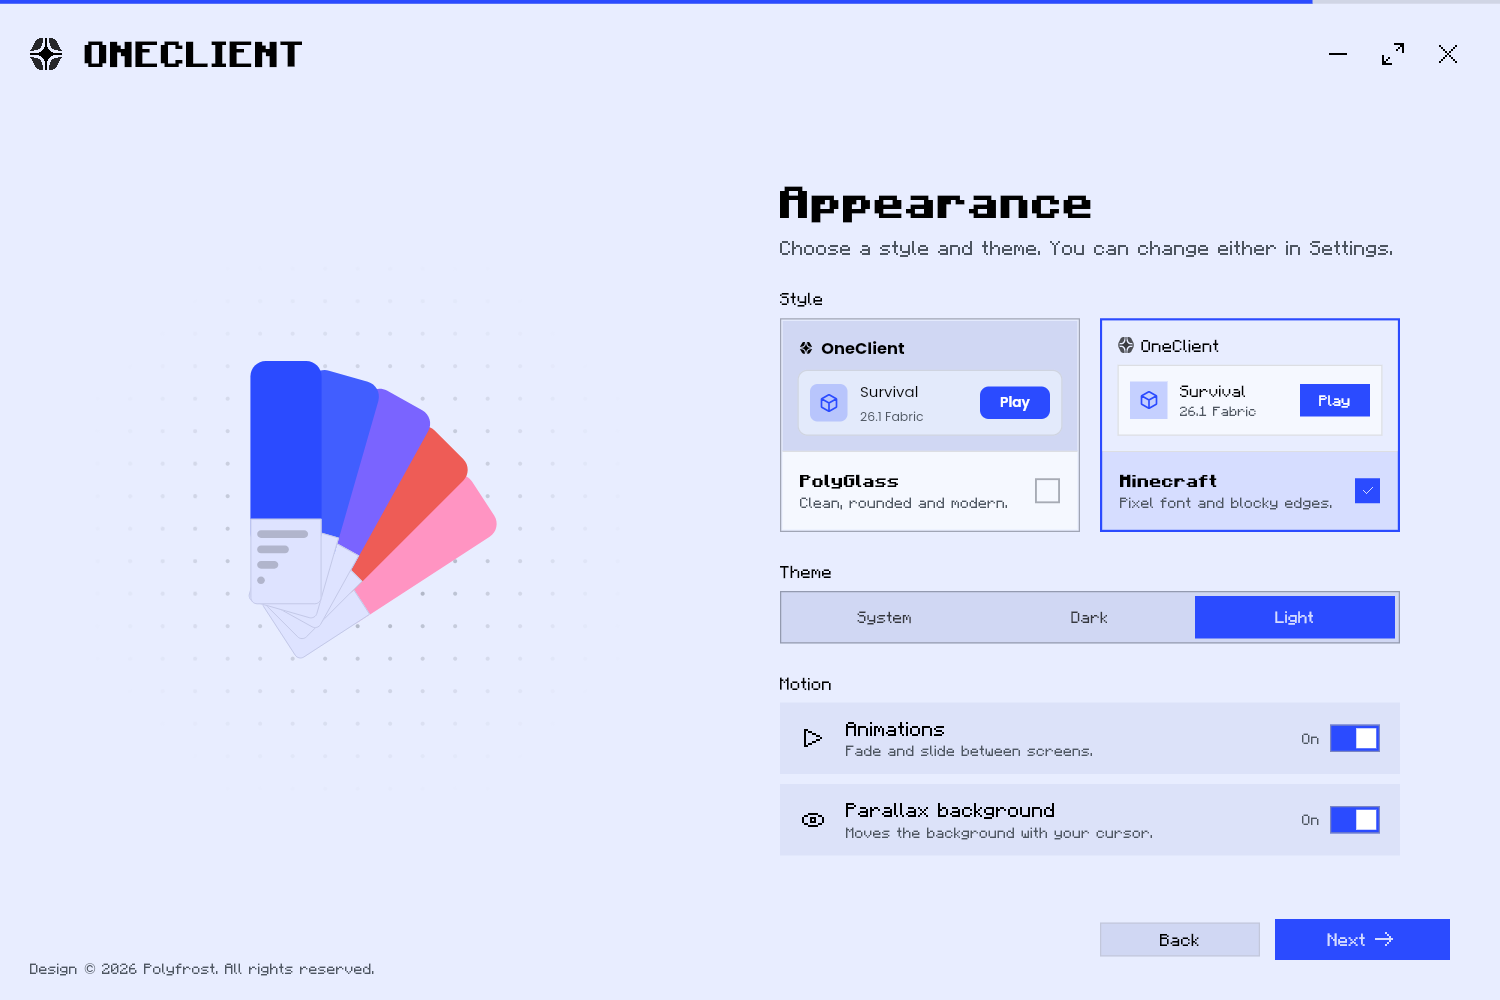 ONECLIENT
Appearance
Choose a style and theme. You can change either in Settings.
Style
OneClient
Survival
26.1 Fabric
Play
PolyGlass
Clean, rounded and modern.
OneClient
Survival
26.1 Fabric
Play
Minecraft
Pixel font and blocky edges.
Theme
System
Dark
Light
Motion
Animations
Fade and slide between screens.
On
Parallax background
Moves the background with your cursor.
On
Back
Next
Design © 2026 Polyfrost. All rights reserved.